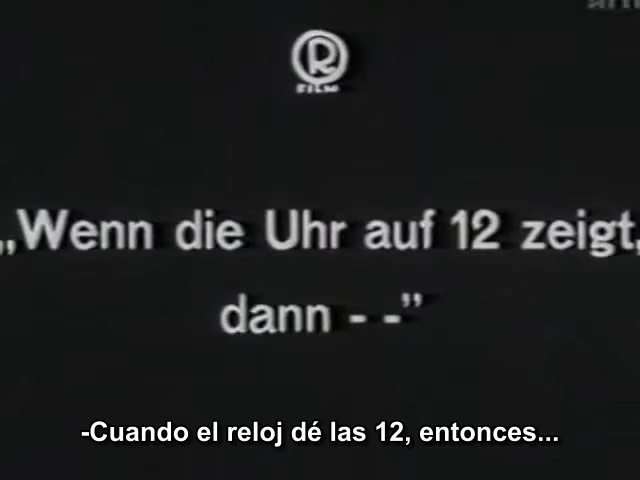 R
FILM
„Wenn die Uhr auf 12 zeigt,
dann - -”
-Cuando el reloj dé las 12, entonces...